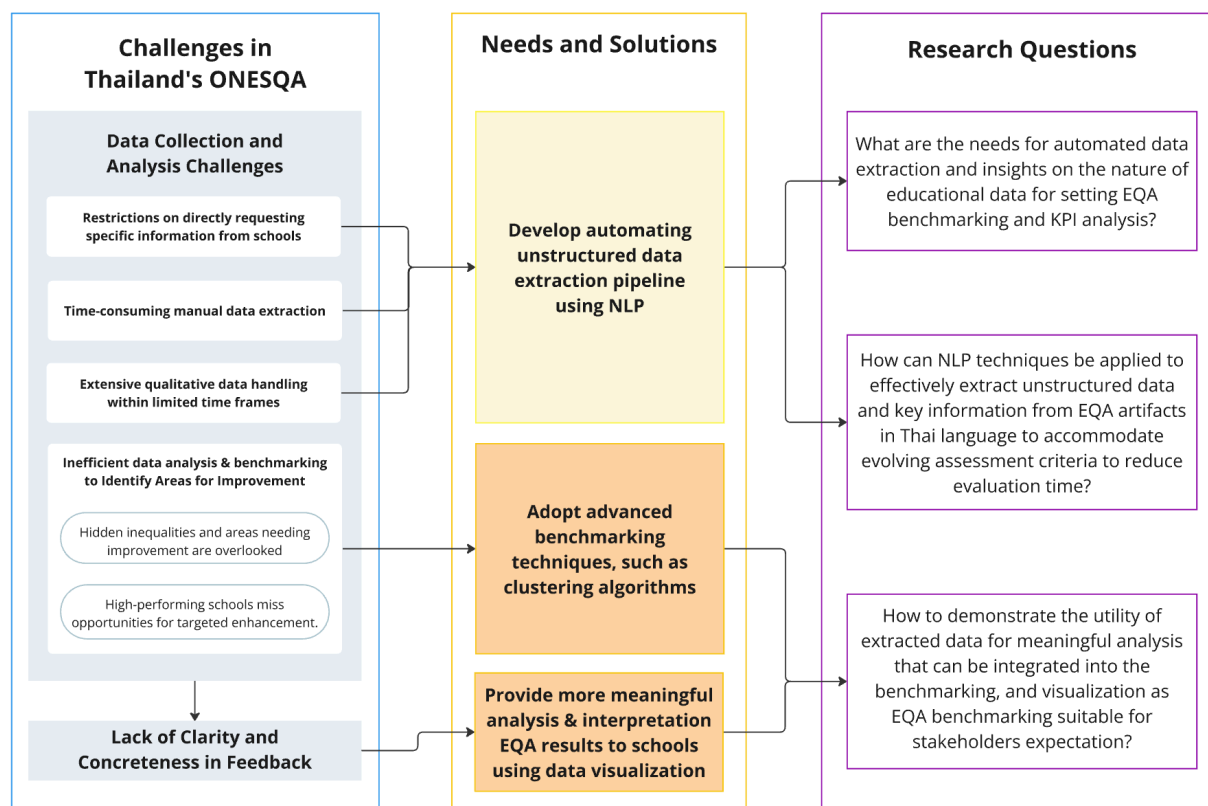 Challenges in
Thailand's ONESQA
Data Collection and
Analysis Challenges
Restrictions on directly requesting
specific information from schools
Time-consuming manual data extraction
Extensive qualitative data handling
within limited time frames
Inefficient data analysis & benchmarking
to Identify Areas for Improvement
Hidden inequalities and areas needing
improvement are overlooked
High-performing schools miss
opportunities for targeted enhancement.
Lack of Clarity and
Concreteness in Feedback
Needs and Solutions
Develop automating
unstructured data
extraction pipeline
using NLP
Adopt advanced
benchmarking
techniques, such as
clustering algorithms
Provide more meaningful
analysis & interpretation
EQA results to schools
using data visualization
Research Questions
What are the needs for automated data
extraction and insights on the nature of
educational data for setting EQA
benchmarking and KPI analysis?
How can NLP techniques be applied to
effectively extract unstructured data
and key information from EQA artifacts
in Thai language to accommodate
evolving assessment criteria to reduce
evaluation time?
How to demonstrate the utility of
extracted data for meaningful analysis
that can be integrated into the
benchmarking, and visualization as
EQA benchmarking suitable for
stakeholders expectation?